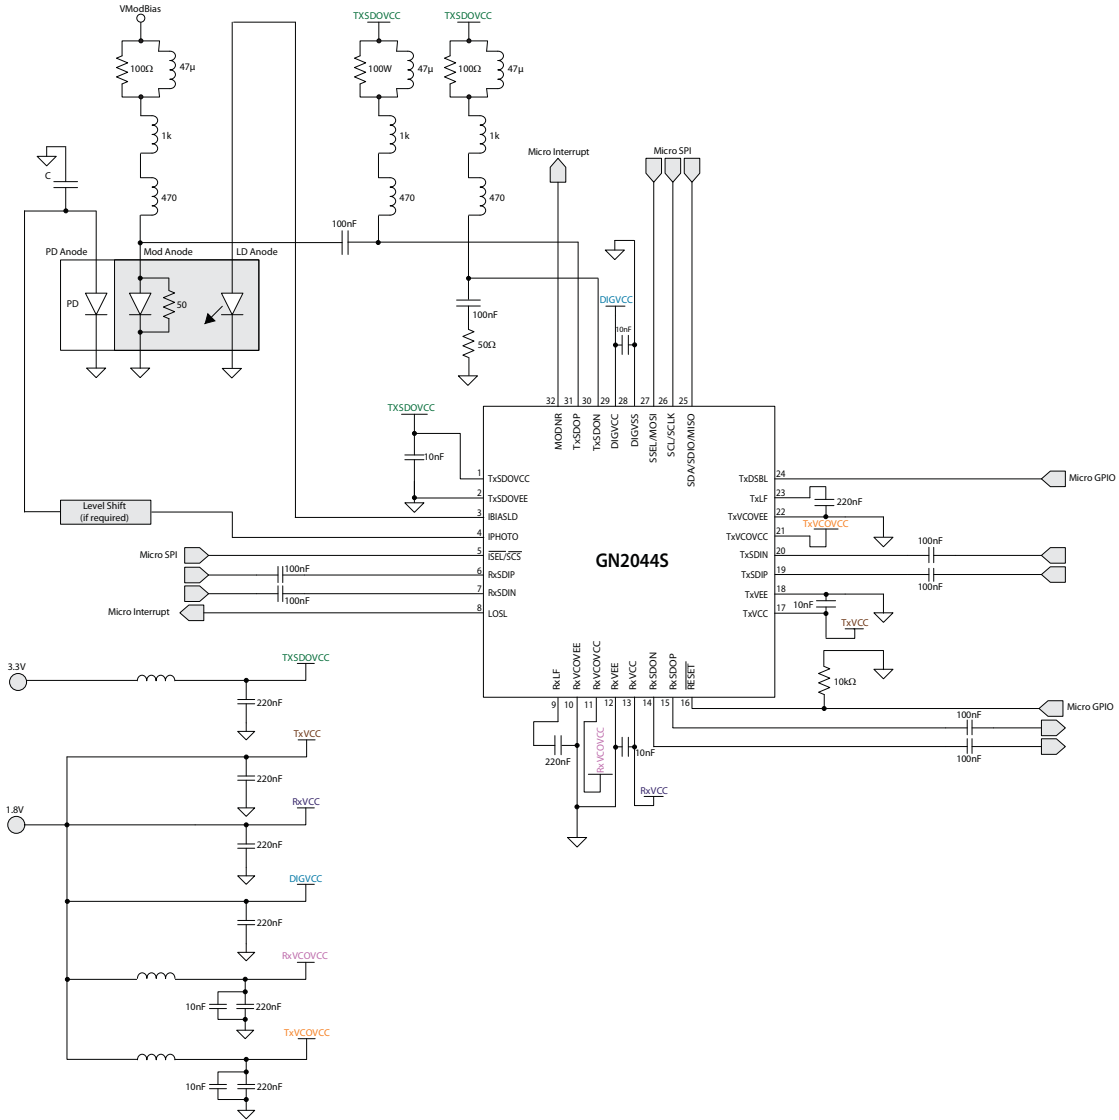 VModBias
TXSDOVCC
TXSDOVCC
100Ω
47µ
100W
47µ
100Ω
47µ
1k
1k
1k
Micro Interrupt
Micro SPI
C
470
470
470
100nF
PD Anode
Mod Anode
LD Anode
PD
50
DIGVCC
100nF
10nF
50Ω
TXSDOVCC
10nF
32
31
30
29
28
27
26
25
MODNR
TxSDOP
TxSDON
DIGVCC
DIGVSS
SSEL/MOSI
SCL/SCLK
SDA/SDIO/MISO
Level Shift
(if required)
1
TxSDOVCC
2
TxSDOVEE
3
IBIASLD
4
IPHOTO
Micro SPI
5
SEL/SCS
100nF
6
RxSDIP
100nF
7
RxSDIN
Micro Interrupt
8
LOSL
GN2044S
TxDSBL
24
Micro GPIO
TxLF
23
220nF
TxVCOVEE
22
TxVCOVCC
TxVCOVCC
21
TxSDIN
20
100nF
TxSDIP
19
100nF
TxVEE
18
10nF
TxVCC
17
TxVCC
10kΩ
RxLF
RxVCOVEE
RxVCOVCC
RxVEE
RxVCC
RxSDON
RxSDOP
RESET
9
10
11
12
13
14
15
16
Micro GPIO
100nF
100nF
220nF
RxVCOVCC
10nF
RxVCC
3.3V
TXSDOVCC
220nF
TxVCC
220nF
1.8V
RxVCC
220nF
DIGVCC
220nF
RxVCOVCC
10nF
220nF
TxVCOVCC
10nF
220nF